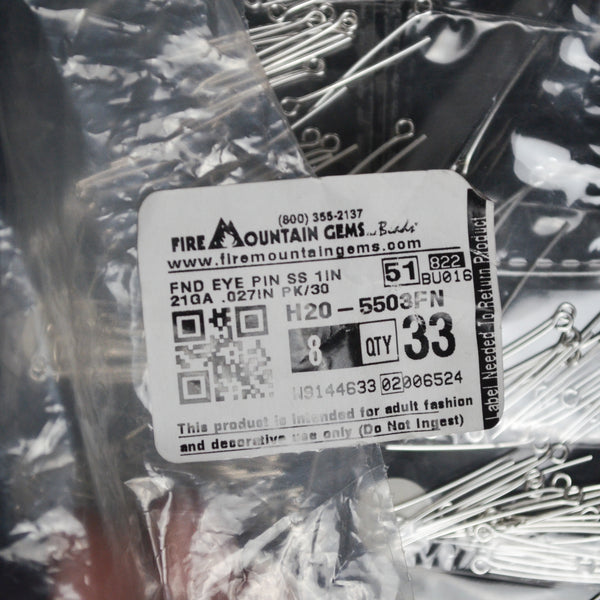 (800) 355-2137
FIRE MOUNTAIN GEMS and Beads
www.firemountaingems.com
FND EYE PIN SS 1IN
21GA .027IN PK/30
51 822
BU016
H20-5503FN
8 QTY 33
W9144633 02006524
This product is intended for adult fashion
and decorative use only (Do Not Ingest)
Label Needed to Return Product